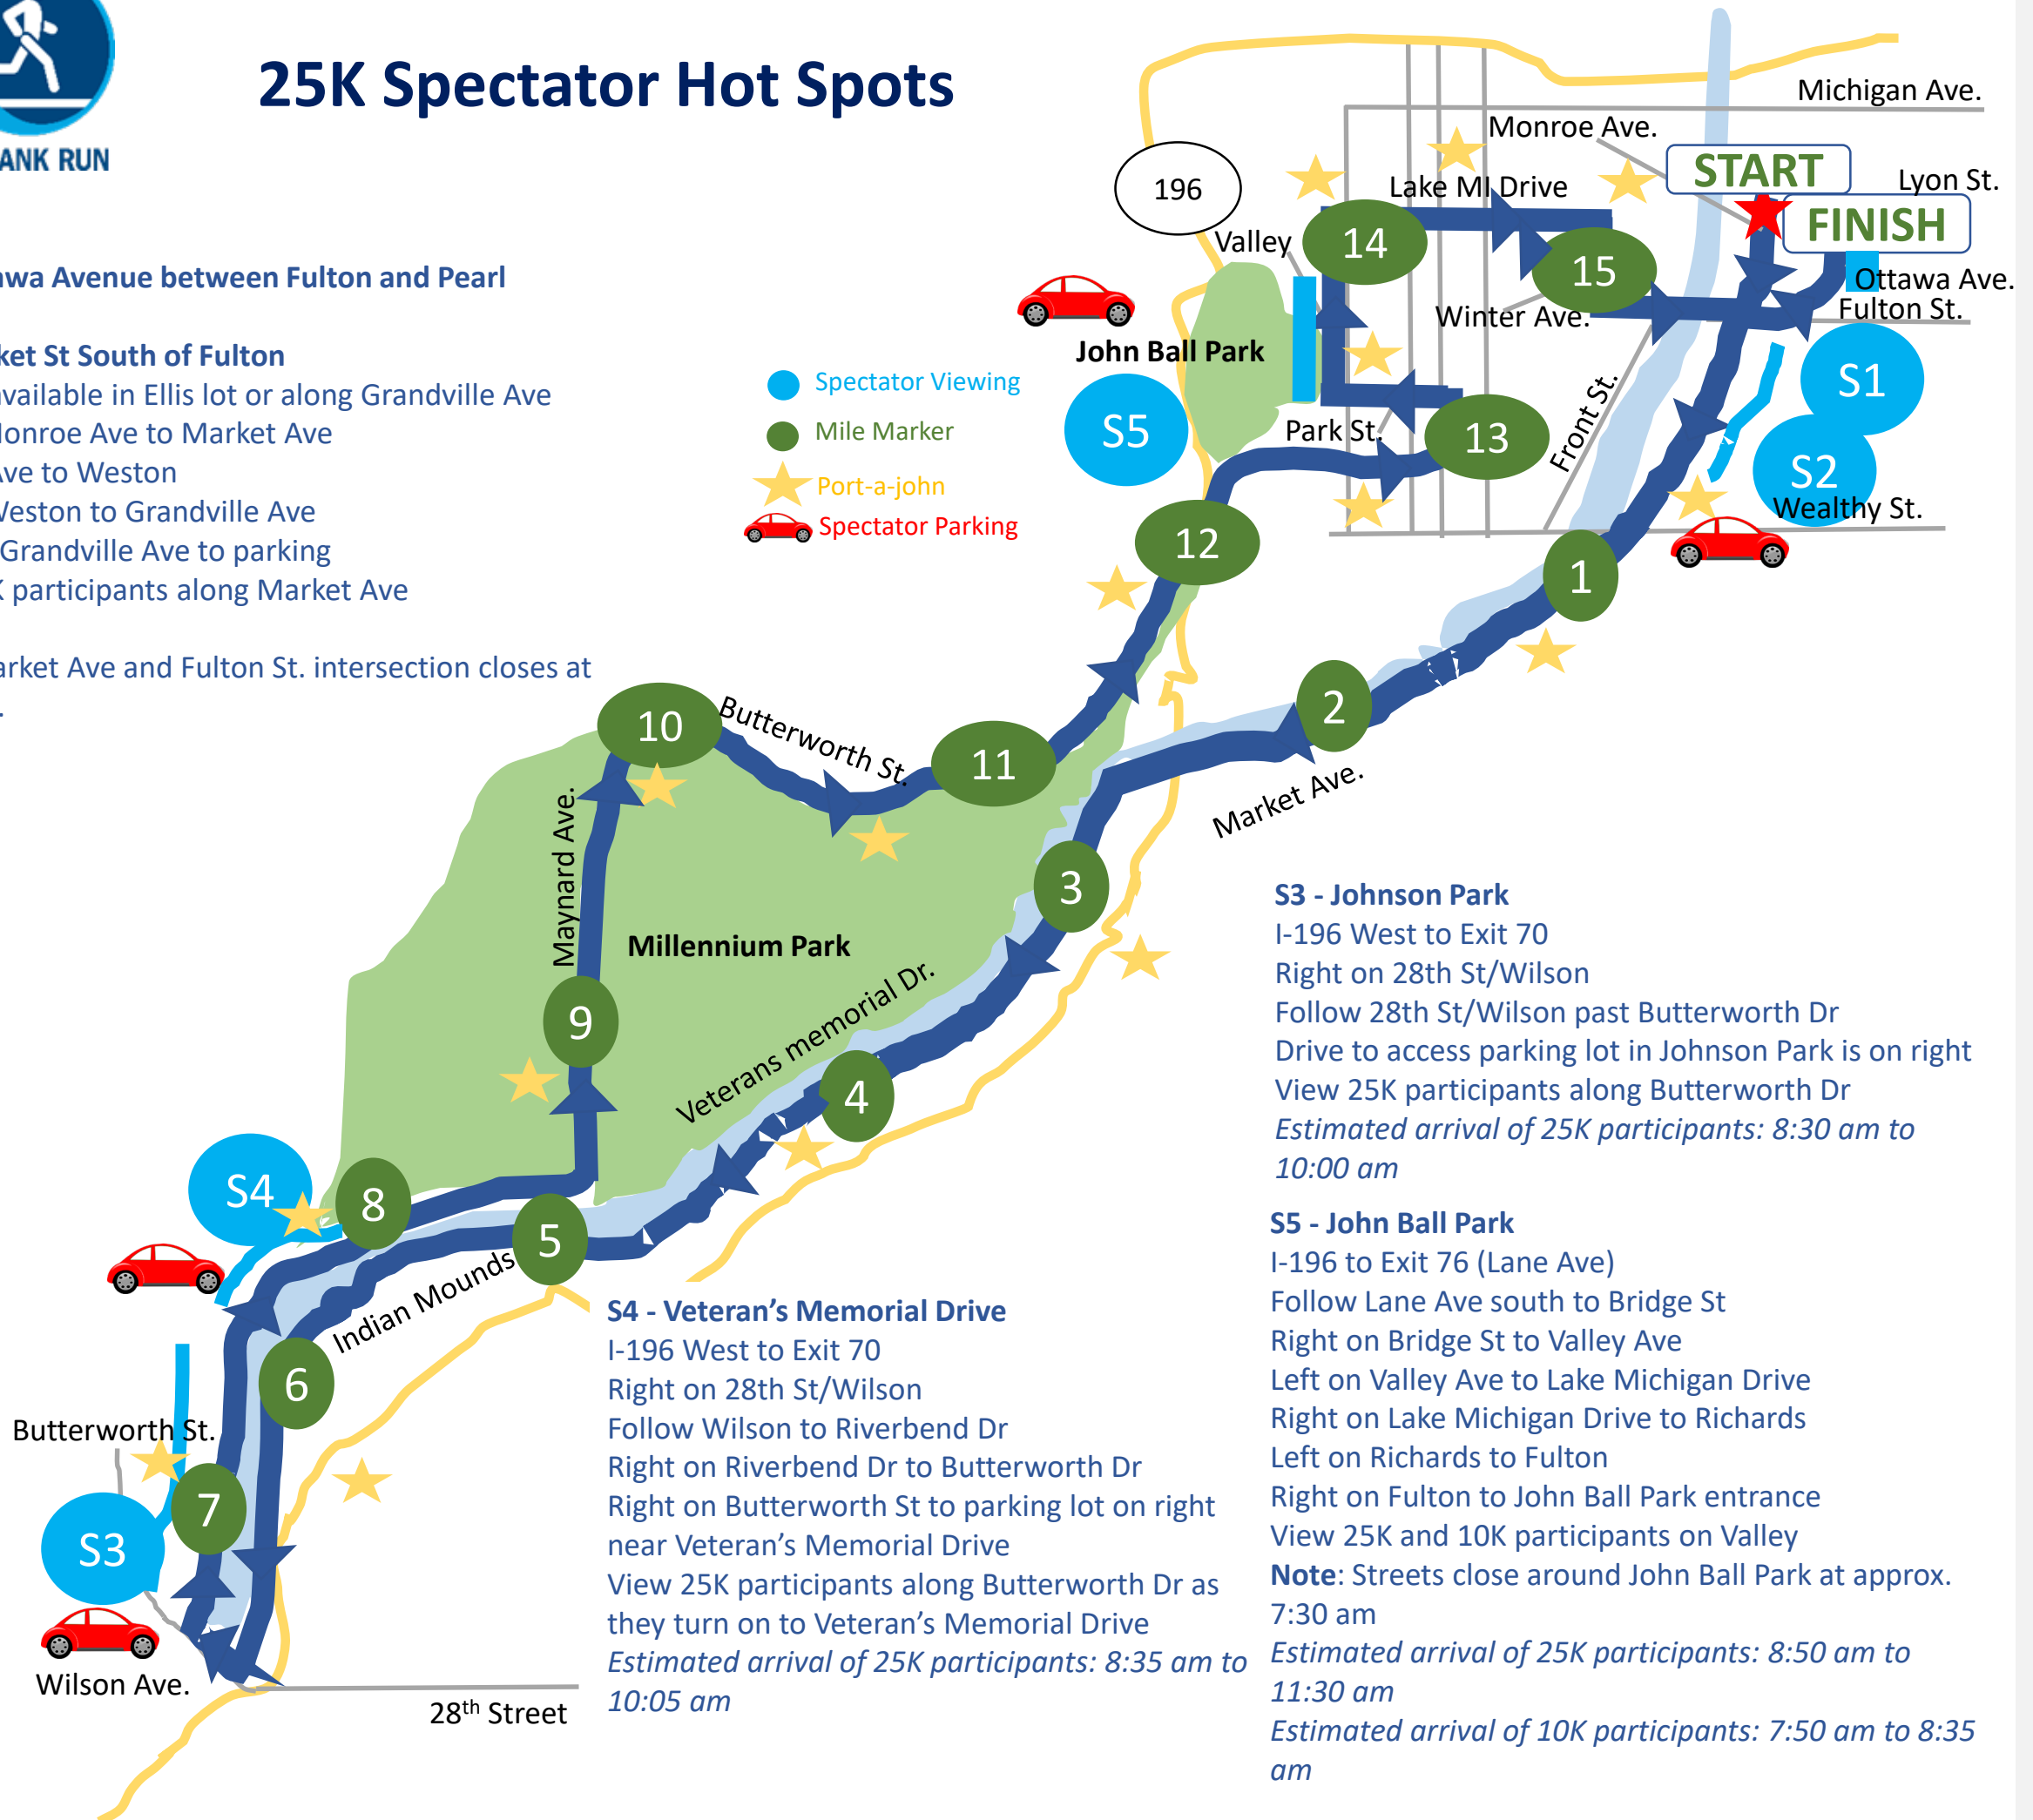 ANK RUN
25K Spectator Hot Spots
Avenue between Fulton and Pearl
St South of Fulton
in Ellis lot or along Grandville Ave
Ave to Market Ave
to Weston
to Grandville Ave
Grandville Ave to parking
participants along Market Ave
Ave and Fulton St. intersection closes at
Spectator Viewing
Mile Marker
Port-a-john
Spectator Parking
Michigan Ave.
Monroe Ave.
START
Lyon St.
196
Lake MI Drive
FINISH
Valley
14
15
Ottawa Ave.
Winter Ave.
Fulton St.
John Ball Park
S1
S5
Park St.
13
Front St.
S2
Wealthy St.
12
1
2
10
Butterworth St.
11
Market Ave.
3
Maynard Ave.
Millennium Park
9
Veterans memorial Dr.
4
S4
8
5
Indian Mounds
6
Butterworth St.
7
S3
Wilson Ave.
28th Street
S3 - Johnson Park
I-196 West to Exit 70
Right on 28th St/Wilson
Follow 28th St/Wilson past Butterworth Dr
Drive to access parking lot in Johnson Park is on right
View 25K participants along Butterworth Dr
Estimated arrival of 25K participants: 8:30 am to
10:00 am
S4 - Veteran’s Memorial Drive
I-196 West to Exit 70
Right on 28th St/Wilson
Follow Wilson to Riverbend Dr
Right on Riverbend Dr to Butterworth Dr
Right on Butterworth St to parking lot on right
near Veteran’s Memorial Drive
View 25K participants along Butterworth Dr as
they turn on to Veteran’s Memorial Drive
Estimated arrival of 25K participants: 8:35 am to
10:05 am
S5 - John Ball Park
I-196 to Exit 76 (Lane Ave)
Follow Lane Ave south to Bridge St
Right on Bridge St to Valley Ave
Left on Valley Ave to Lake Michigan Drive
Right on Lake Michigan Drive to Richards
Left on Richards to Fulton
Right on Fulton to John Ball Park entrance
View 25K and 10K participants on Valley
Note: Streets close around John Ball Park at approx.
7:30 am
Estimated arrival of 25K participants: 8:50 am to
11:30 am
Estimated arrival of 10K participants: 7:50 am to 8:35
am